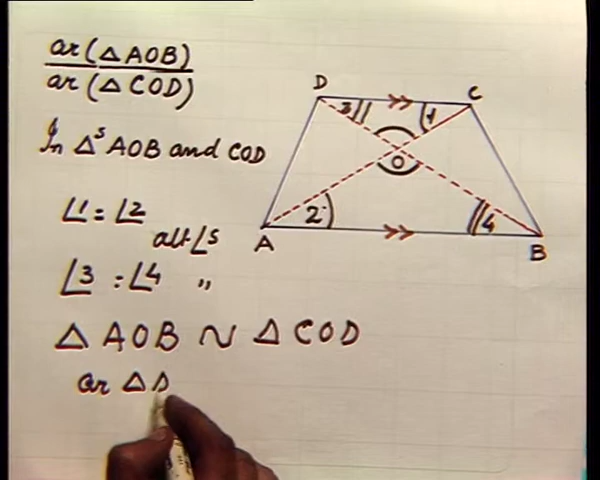 ar (△AOB)
ar (△COD)
In △s AOB and COD
∠1 = ∠2
alt ∠s
∠3 = ∠4 "
△ AOB ~ △ COD
ar △ A
D
C
3
1
O
2
4
A
B